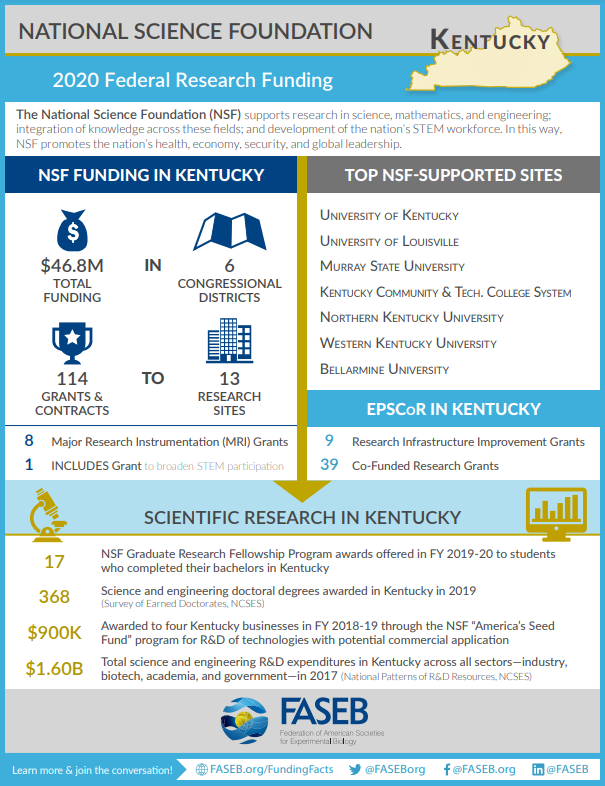 NATIONAL SCIENCE FOUNDATION
KENTUCKY
2020 Federal Research Funding
The National Science Foundation (NSF) supports research in science, mathematics, and engineering;
integration of knowledge across these fields; and development of the nation's STEM workforce. In this way,
NSF promotes the nation's health, economy, security, and global leadership.
NSF FUNDING IN KENTUCKY
$46.8M
TOTAL
FUNDING
IN
6
CONGRESSIONAL
DISTRICTS
114
GRANTS &
CONTRACTS
TO
13
RESEARCH
SITES
8 Major Research Instrumentation (MRI) Grants
1 INCLUDES Grant to broaden STEM participation
TOP NSF-SUPPORTED SITES
UNIVERSITY OF KENTUCKY
UNIVERSITY OF LOUISVILLE
MURRAY STATE UNIVERSITY
KENTUCKY COMMUNITY & TECH. COLLEGE SYSTEM
NORTHERN KENTUCKY UNIVERSITY
WESTERN KENTUCKY UNIVERSITY
BELLARMINE UNIVERSITY
EPSCoR IN KENTUCKY
9 Research Infrastructure Improvement Grants
39 Co-Funded Research Grants
SCIENTIFIC RESEARCH IN KENTUCKY
17 NSF Graduate Research Fellowship Program awards offered in FY 2019-20 to students
who completed their bachelors in Kentucky
368 Science and engineering doctoral degrees awarded in Kentucky in 2019
(Survey of Earned Doctorates, NCSES)
$900K Awarded to four Kentucky businesses in FY 2018-19 through the NSF "America's Seed
Fund" program for R&D of technologies with potential commercial application
$1.60B Total science and engineering R&D expenditures in Kentucky across all sectors—industry,
biotech, academia, and government—in 2017 (National Patterns of R&D Resources, NCSES)
FASEB
Federation of American Societies
for Experimental Biology
Learn more & join the conversation! FASEB.org/FundingFacts @FASEBorg @FASEB.org @FASEB